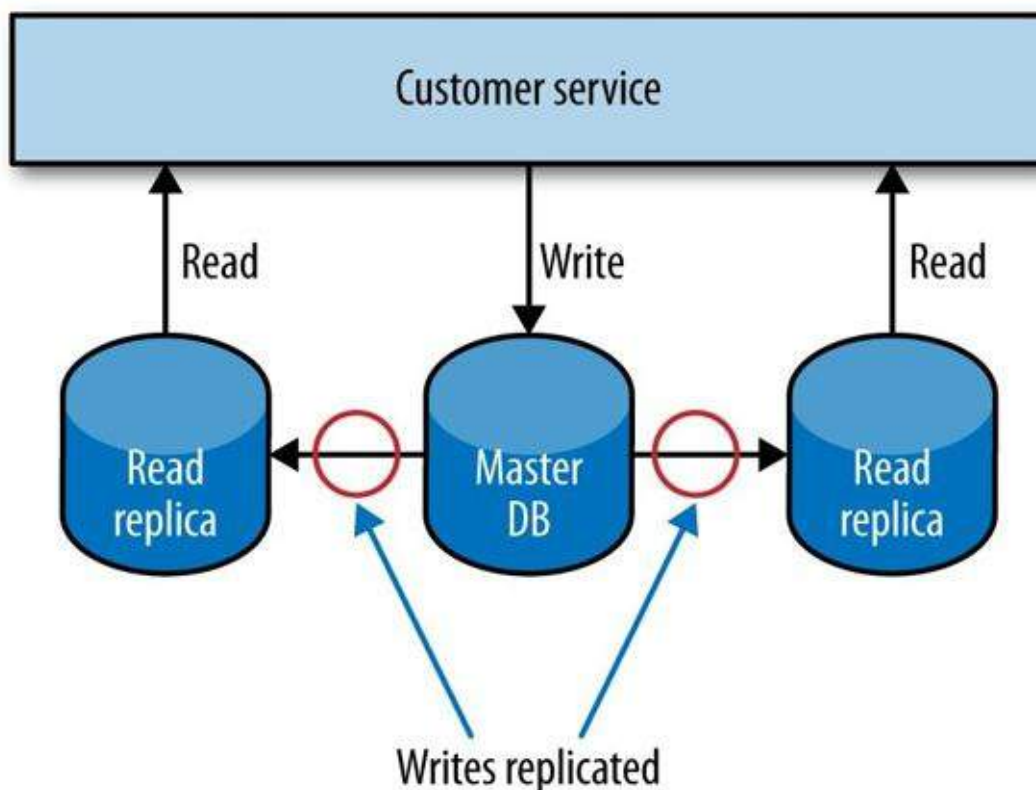 Customer service
Read
Write
Read
Read
replica
Master
DB
Read
replica
Writes replicated